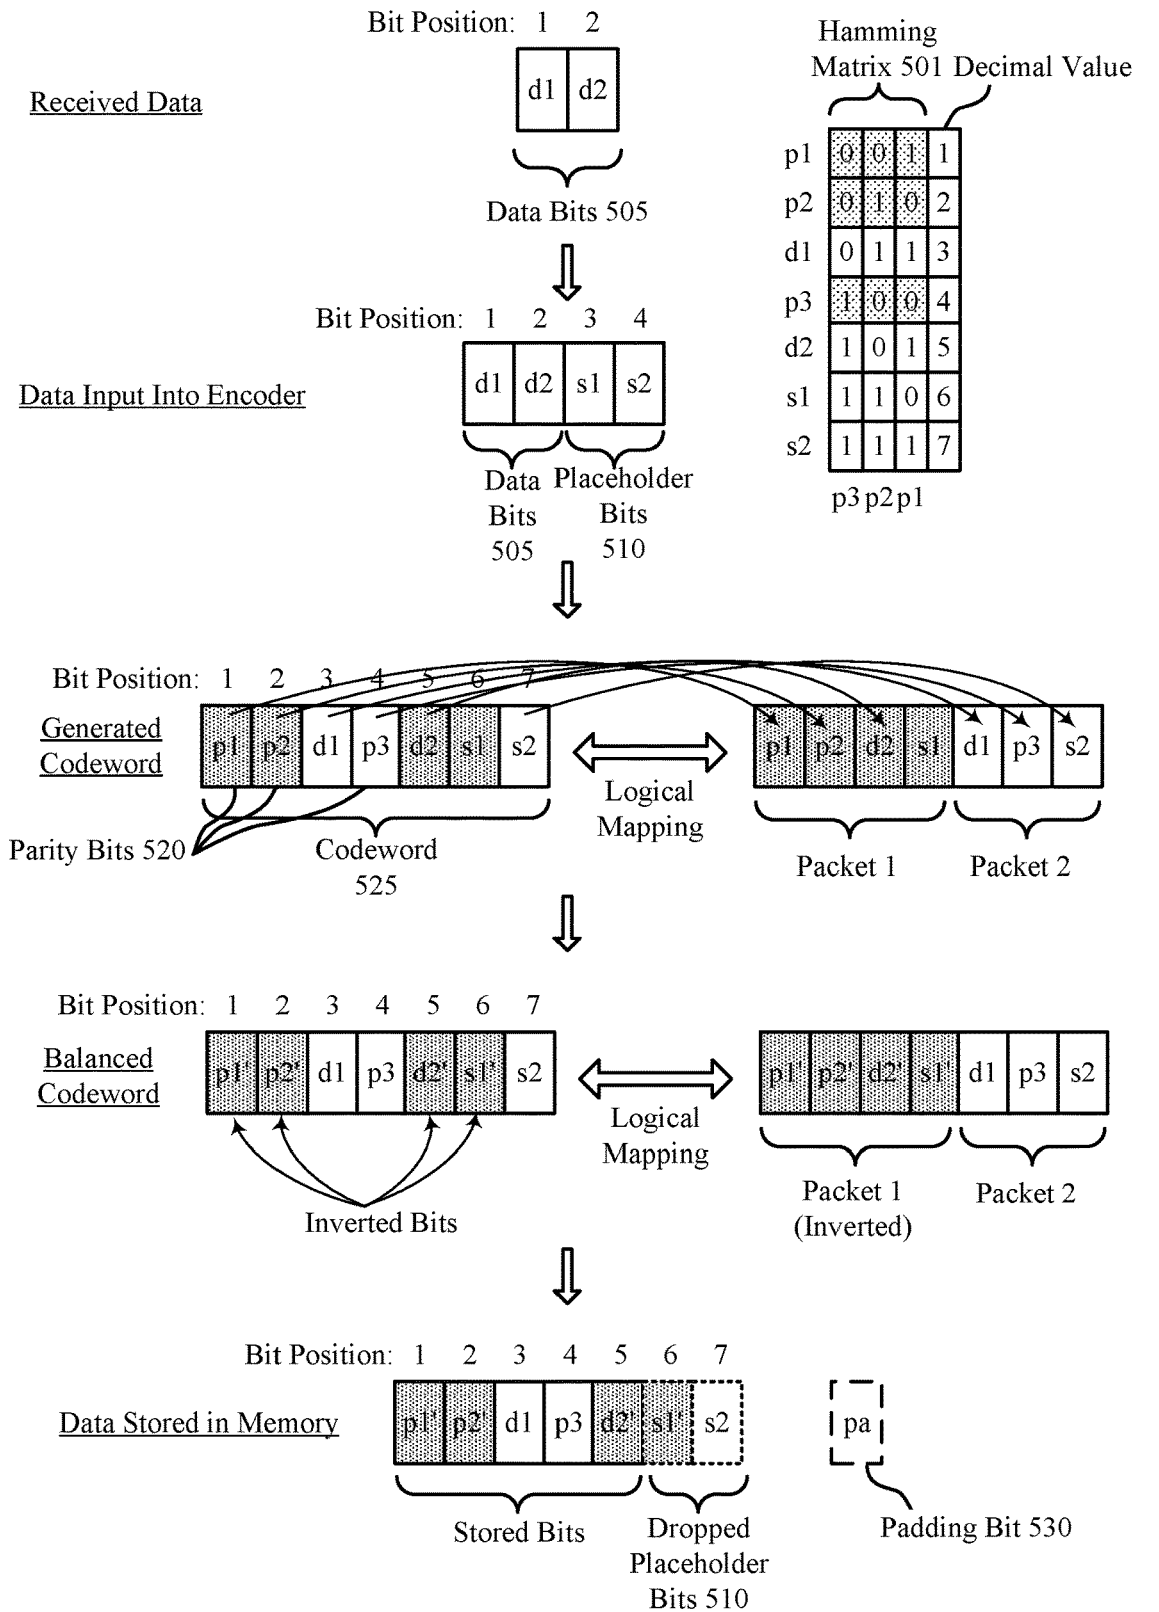 Bit Position: 1 2
Received Data
d1 d2
Data Bits 505
Hamming
Matrix 501 Decimal Value
p1 0 0 1 1
p2 0 1 0 2
d1 0 1 1 3
p3 1 0 0 4
d2 1 0 1 5
s1 1 1 0 6
s2 1 1 1 7
p3 p2 p1
Bit Position: 1 2 3 4
Data Input Into Encoder
d1 d2 s1 s2
Data
Bits
505
Placeholder
Bits
510
Bit Position: 1 2 3 4 5 6 7
Generated
Codeword
p1 p2 d1 p3 d2 s1 s2
Logical
Mapping
p1 p2 d2 s1 d1 p3 s2
Parity Bits 520
Codeword
525
Packet 1
Packet 2
Bit Position: 1 2 3 4 5 6 7
Balanced
Codeword
p1' p2' d1 p3 d2' s1' s2
Logical
Mapping
p1' p2' d2' s1' d1 p3 s2
Inverted Bits
Packet 1
(Inverted)
Packet 2
Bit Position: 1 2 3 4 5 6 7
Data Stored in Memory
p1' p2' d1 p3 d2' s1' s2
pa
Stored Bits
Dropped
Placeholder
Bits 510
Padding Bit 530